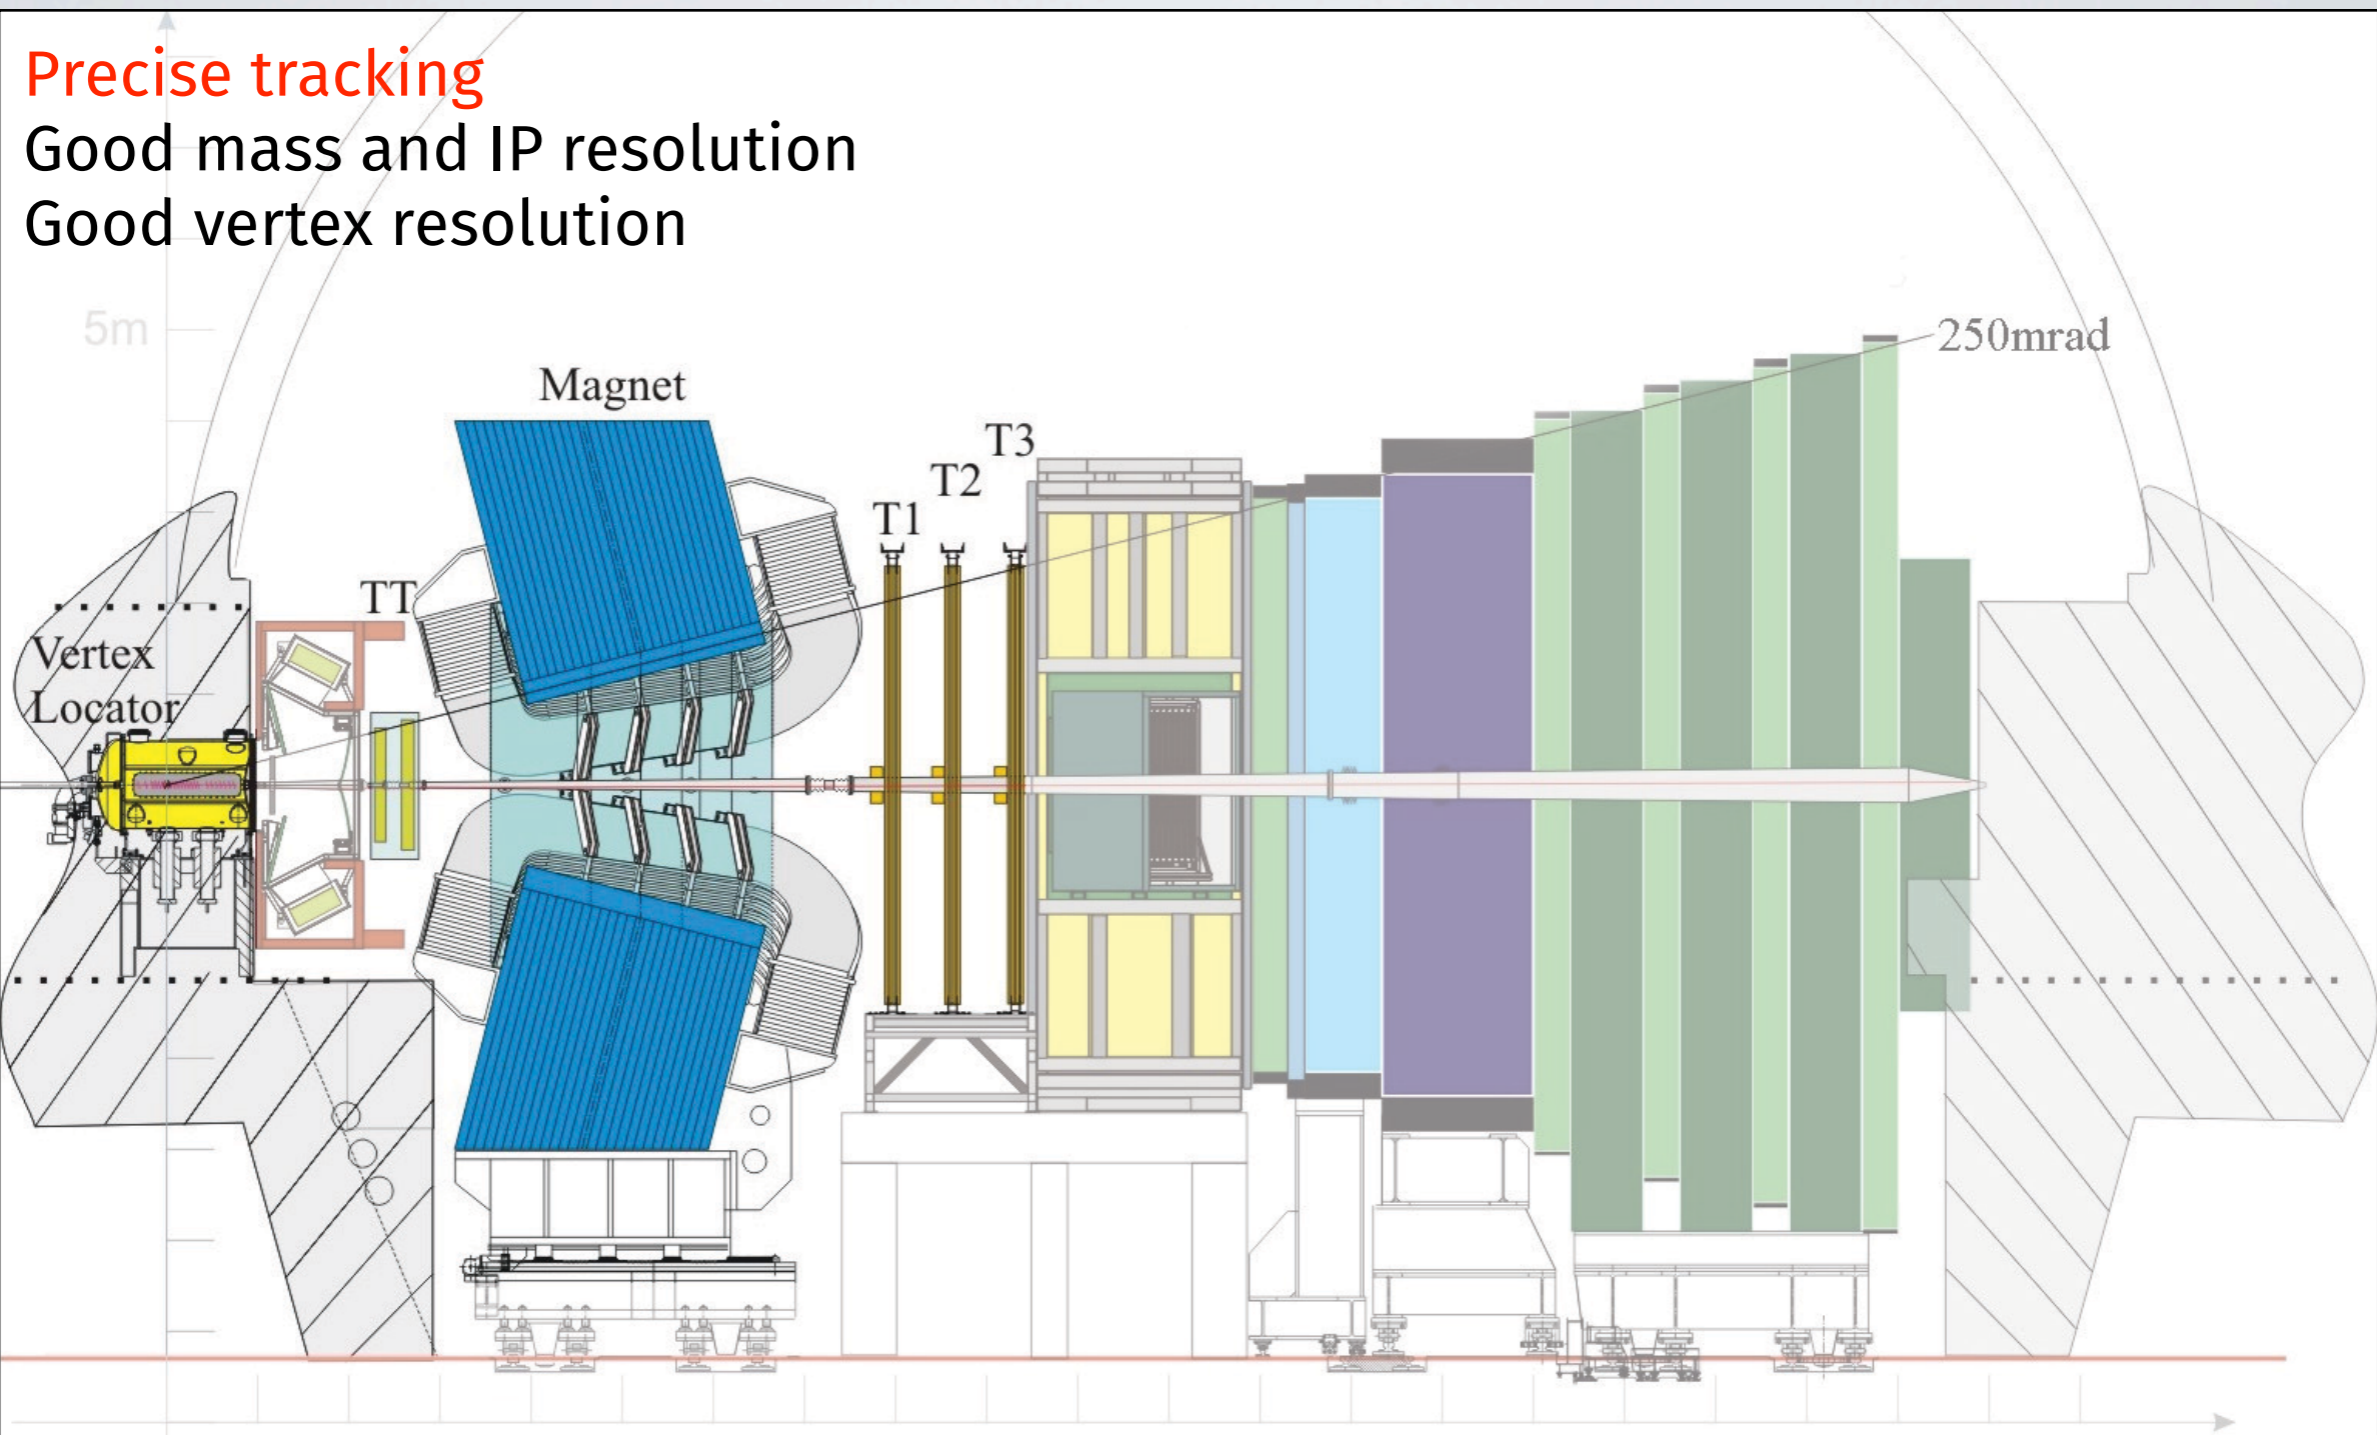 Precise tracking
Good mass and IP resolution
Good vertex resolution
5m
250mrad
Magnet
T3
T2
T1
TT
Vertex
Locator